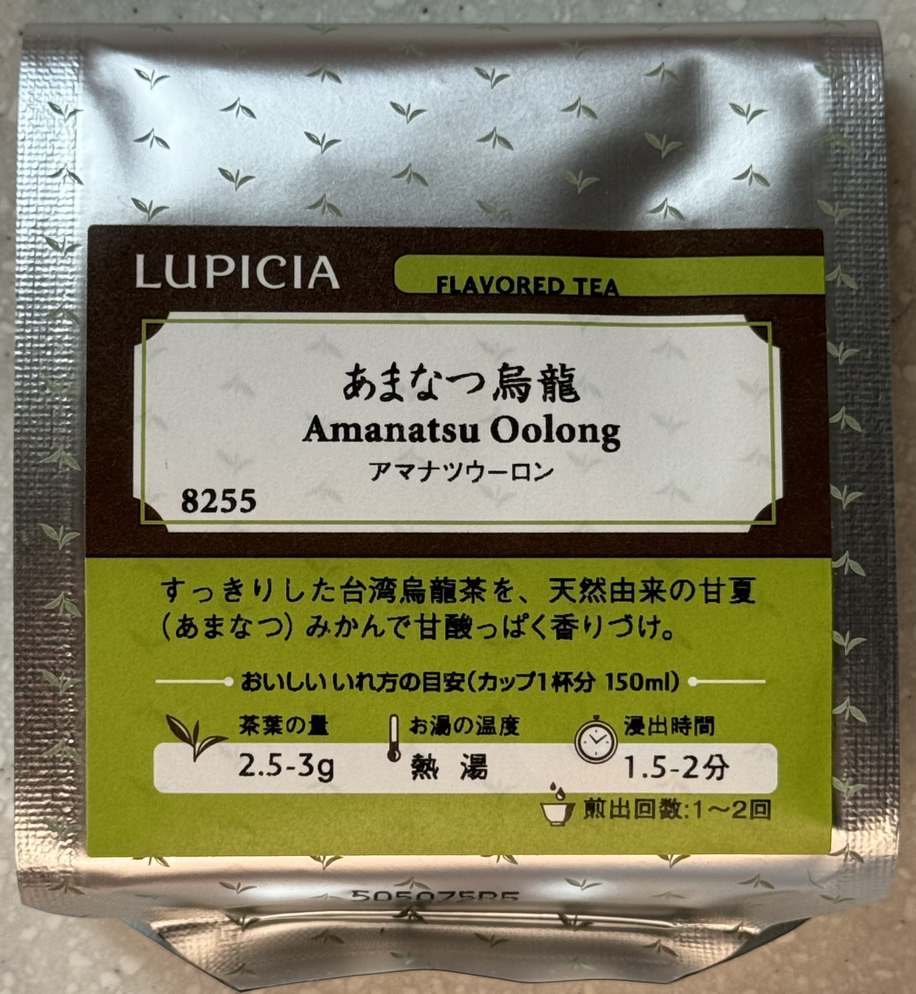 LUPICIA
FLAVORED TEA
あまなつ烏龍
Amanatsu Oolong
アマナツウーロン
8255
すっきりした台湾烏龍茶を、天然由来の甘夏
（あまなつ）みかんで甘酸っぱく香りづけ。
おいしいいれ方の目安（カップ1杯分 150ml）
茶葉の量 お湯の温度 浸出時間
2.5-3g 熱 湯 1.5-2分
煎出回数:1〜2回